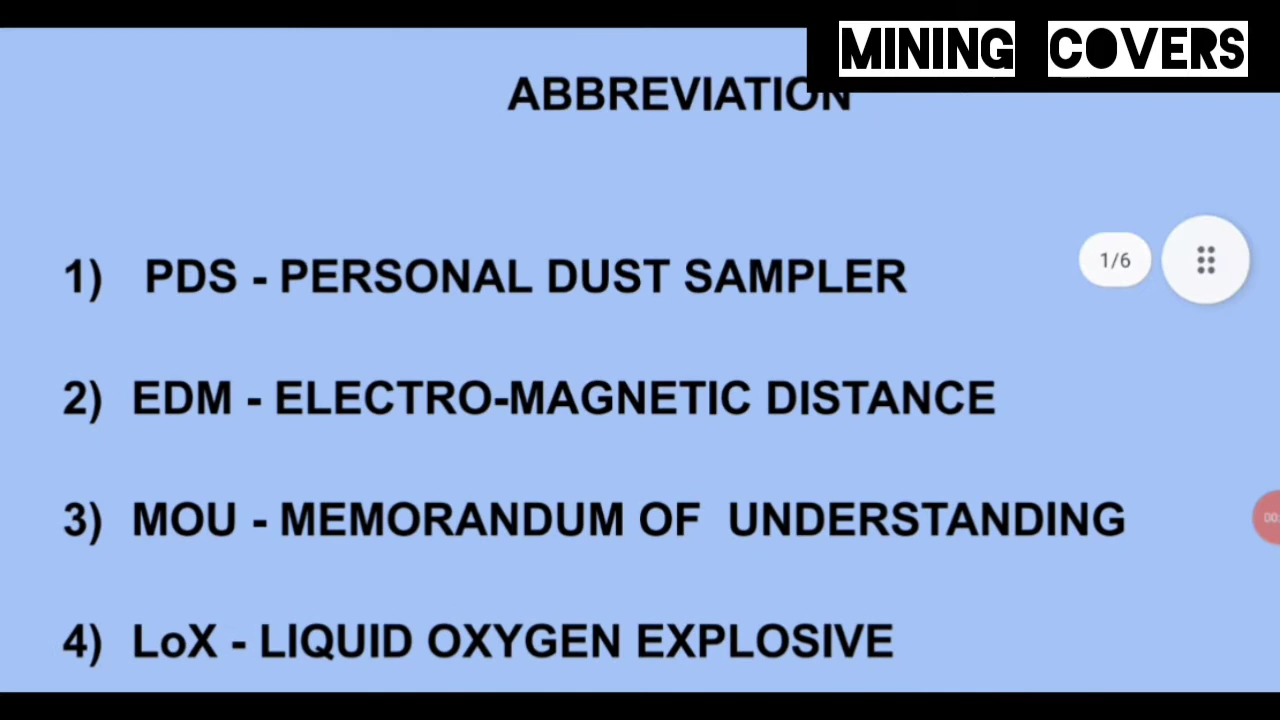 MINING COVERS
ABBREVIATION
1) PDS - PERSONAL DUST SAMPLER
1/6
2) EDM - ELECTRO-MAGNETIC DISTANCE
3) MOU - MEMORANDUM OF UNDERSTANDING
00:
4) LoX - LIQUID OXYGEN EXPLOSIVE